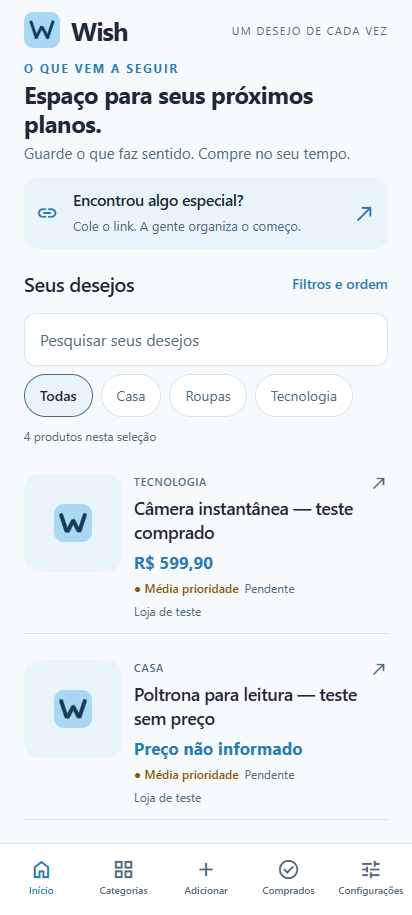 W Wish
UM DESEJO DE CADA VEZ
O QUE VEM A SEGUIR
Espaço para seus próximos
planos.
Guarde o que faz sentido. Compre no seu tempo.
Encontrou algo especial?
Cole o link. A gente organiza o começo.
Seus desejos
Filtros e ordem
Pesquisar seus desejos
Todas
Casa
Roupas
Tecnologia
4 produtos nesta seleção
W
TECNOLOGIA
Câmera instantânea — teste
comprado
R$ 599,90
● Média prioridade Pendente
Loja de teste
W
CASA
Poltrona para leitura — teste
sem preço
Preço não informado
● Média prioridade Pendente
Loja de teste
Início
Categorias
Adicionar
Comprados
Configurações